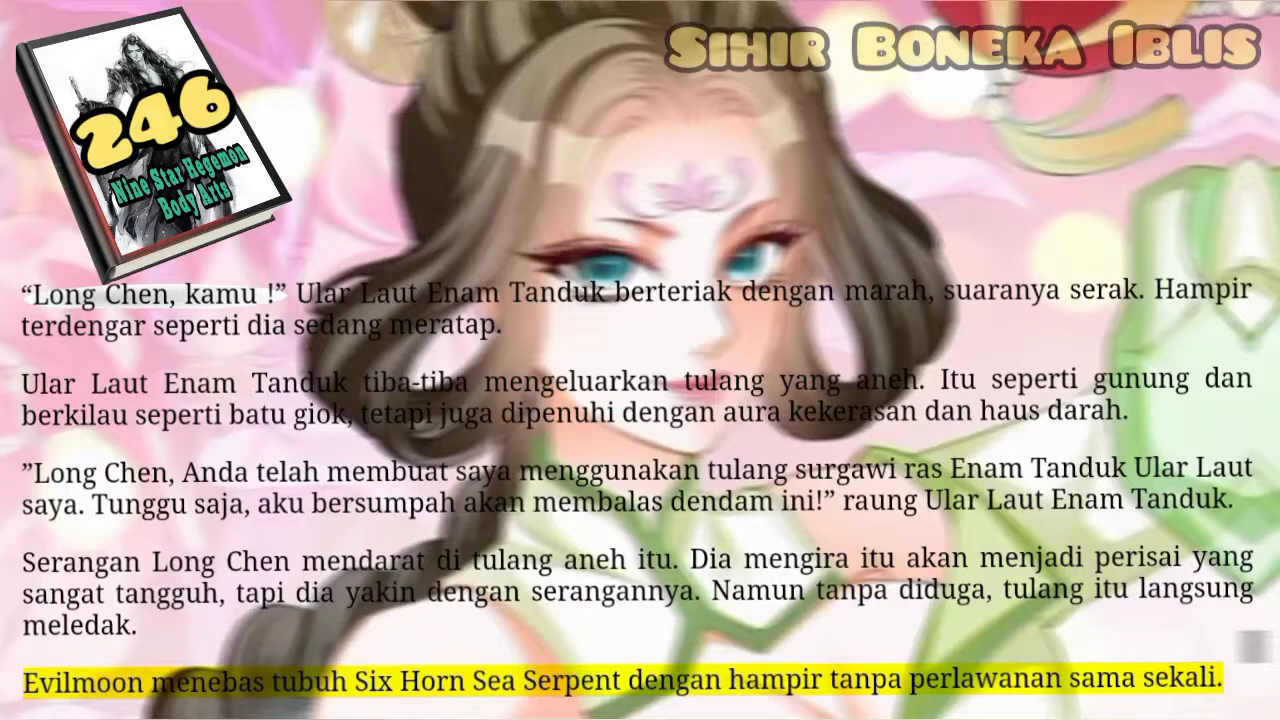 Sihir Boneka Iblis
246
Nine Star Hegemon
Body Arts
“Long Chen, kamu !” Ular Laut Enam Tanduk berteriak dengan marah, suaranya serak. Hampir
terdengar seperti dia sedang meratap.
Ular Laut Enam Tanduk tiba-tiba mengeluarkan tulang yang aneh. Itu seperti gunung dan
berkilau seperti batu giok, tetapi juga dipenuhi dengan aura kekerasan dan haus darah.
”Long Chen, Anda telah membuat saya menggunakan tulang surgawi ras Enam Tanduk Ular Laut
saya. Tunggu saja, aku bersumpah akan membalas dendam ini!” raung Ular Laut Enam Tanduk.
Serangan Long Chen mendarat di tulang aneh itu. Dia mengira itu akan menjadi perisai yang
sangat tangguh, tapi dia yakin dengan serangannya. Namun tanpa diduga, tulang itu langsung
meledak.
Evilmoon menebas tubuh Six Horn Sea Serpent dengan hampir tanpa perlawanan sama sekali.